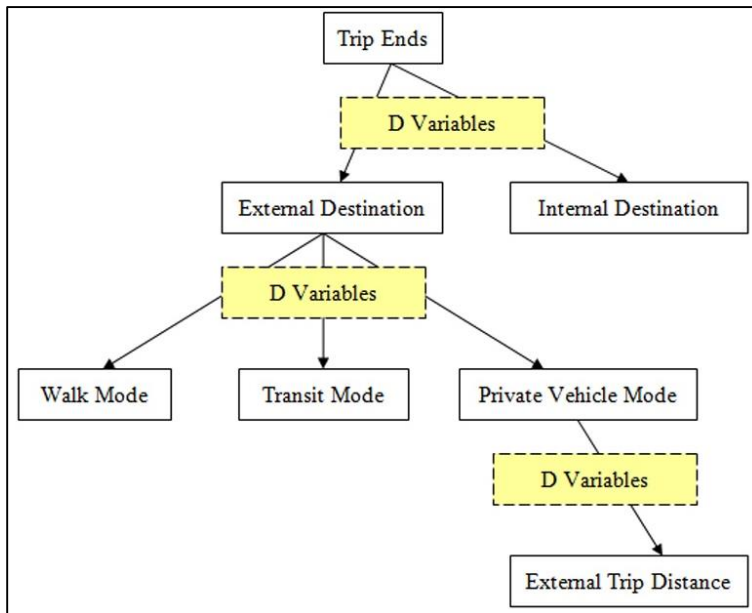 Trip Ends
D Variables
External Destination
Internal Destination
D Variables
Walk Mode
Transit Mode
Private Vehicle Mode
D Variables
External Trip Distance